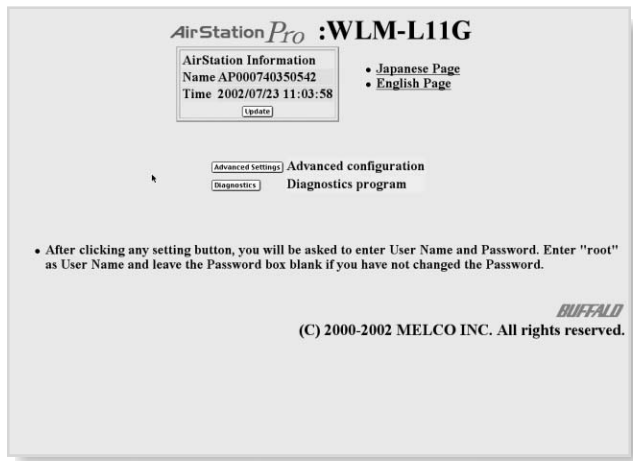 AirStation Pro :WLM-L11G
AirStation Information
Name AP000740350542
Time 2002/07/23 11:03:58
Update
• Japanese Page
• English Page
Advanced Settings Advanced configuration
Diagnostics Diagnostics program
• After clicking any setting button, you will be asked to enter User Name and Password. Enter "root"
as User Name and leave the Password box blank if you have not changed the Password.
BUFFALO
(C) 2000-2002 MELCO INC. All rights reserved.